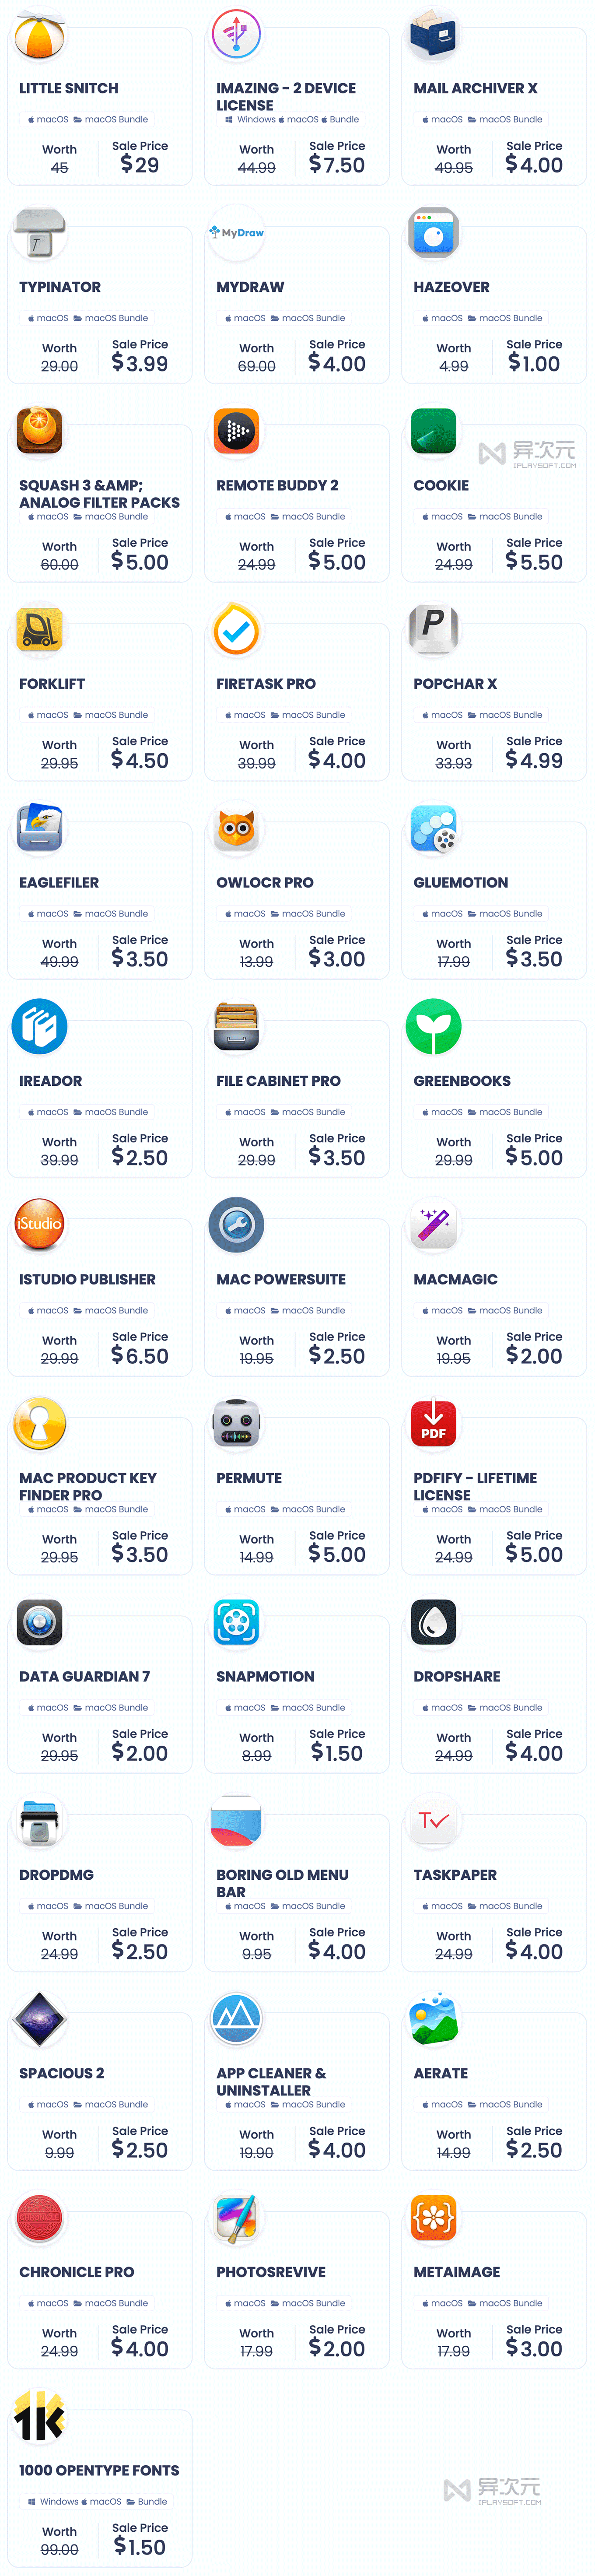 LITTLE SNITCH
macOS macOS Bundle
Worth
45
Sale Price
$29
IMAZING - 2 DEVICE
LICENSE
Windows macOS Bundle
Worth
44.99
Sale Price
$7.50
MAIL ARCHIVER X
macOS macOS Bundle
Worth
49.95
Sale Price
$4.00
T
TYPINATOR
macOS macOS Bundle
Worth
29.00
Sale Price
$3.99
MyDraw
MYDRAW
macOS macOS Bundle
Worth
69.00
Sale Price
$4.00
HAZEOVER
macOS macOS Bundle
Worth
4.99
Sale Price
$1.00
SQUASH 3 &AMP;
ANALOG FILTER PACKS
macOS macOS Bundle
Worth
60.00
Sale Price
$5.00
REMOTE BUDDY 2
macOS macOS Bundle
Worth
24.99
Sale Price
$5.00
异次元
IPLAYSOFT.COM
COOKIE
macOS macOS Bundle
Worth
24.99
Sale Price
$5.50
FORKLIFT
macOS macOS Bundle
Worth
29.95
Sale Price
$4.50
FIRETASK PRO
macOS macOS Bundle
Worth
39.99
Sale Price
$4.00
P
POPCHAR X
macOS macOS Bundle
Worth
33.93
Sale Price
$4.99
EAGLEFILER
macOS macOS Bundle
Worth
49.99
Sale Price
$3.50
OWLOCR PRO
macOS macOS Bundle
Worth
13.99
Sale Price
$3.00
GLUEMOTION
macOS macOS Bundle
Worth
17.99
Sale Price
$3.50
IREADOR
macOS macOS Bundle
Worth
39.99
Sale Price
$2.50
FILE CABINET PRO
macOS macOS Bundle
Worth
29.99
Sale Price
$3.50
GREENBOOKS
macOS macOS Bundle
Worth
29.99
Sale Price
$5.00
iStudio
ISTUDIO PUBLISHER
macOS macOS Bundle
Worth
29.99
Sale Price
$6.50
MAC POWERSUITE
macOS macOS Bundle
Worth
19.95
Sale Price
$2.50
MACMAGIC
macOS macOS Bundle
Worth
19.95
Sale Price
$2.00
MAC PRODUCT KEY
FINDER PRO
macOS macOS Bundle
Worth
29.95
Sale Price
$3.50
PERMUTE
macOS macOS Bundle
Worth
14.99
Sale Price
$5.00
PDF
PDFIFY - LIFETIME
LICENSE
macOS macOS Bundle
Worth
24.99
Sale Price
$5.00
DATA GUARDIAN 7
macOS macOS Bundle
Worth
29.95
Sale Price
$2.00
SNAPMOTION
macOS macOS Bundle
Worth
8.99
Sale Price
$1.50
DROPSHARE
macOS macOS Bundle
Worth
24.99
Sale Price
$4.00
DROPDMG
macOS macOS Bundle
Worth
24.99
Sale Price
$2.50
BORING OLD MENU
BAR
macOS macOS Bundle
Worth
9.95
Sale Price
$4.00
T
TASKPAPER
macOS macOS Bundle
Worth
24.99
Sale Price
$4.00
SPACIOUS 2
macOS macOS Bundle
Worth
9.99
Sale Price
$2.50
APP CLEANER &
UNINSTALLER
macOS macOS Bundle
Worth
19.90
Sale Price
$4.00
AERATE
macOS macOS Bundle
Worth
14.99
Sale Price
$2.50
CHRONICLE
CHRONICLE PRO
macOS macOS Bundle
Worth
24.99
Sale Price
$4.00
PHOTOSREVIVE
macOS macOS Bundle
Worth
17.99
Sale Price
$2.00
METAIMAGE
macOS macOS Bundle
Worth
17.99
Sale Price
$3.00
1K
1000 OPENTYPE FONTS
Windows macOS Bundle
Worth
99.00
Sale Price
$1.50
异次元
IPLAYSOFT.COM